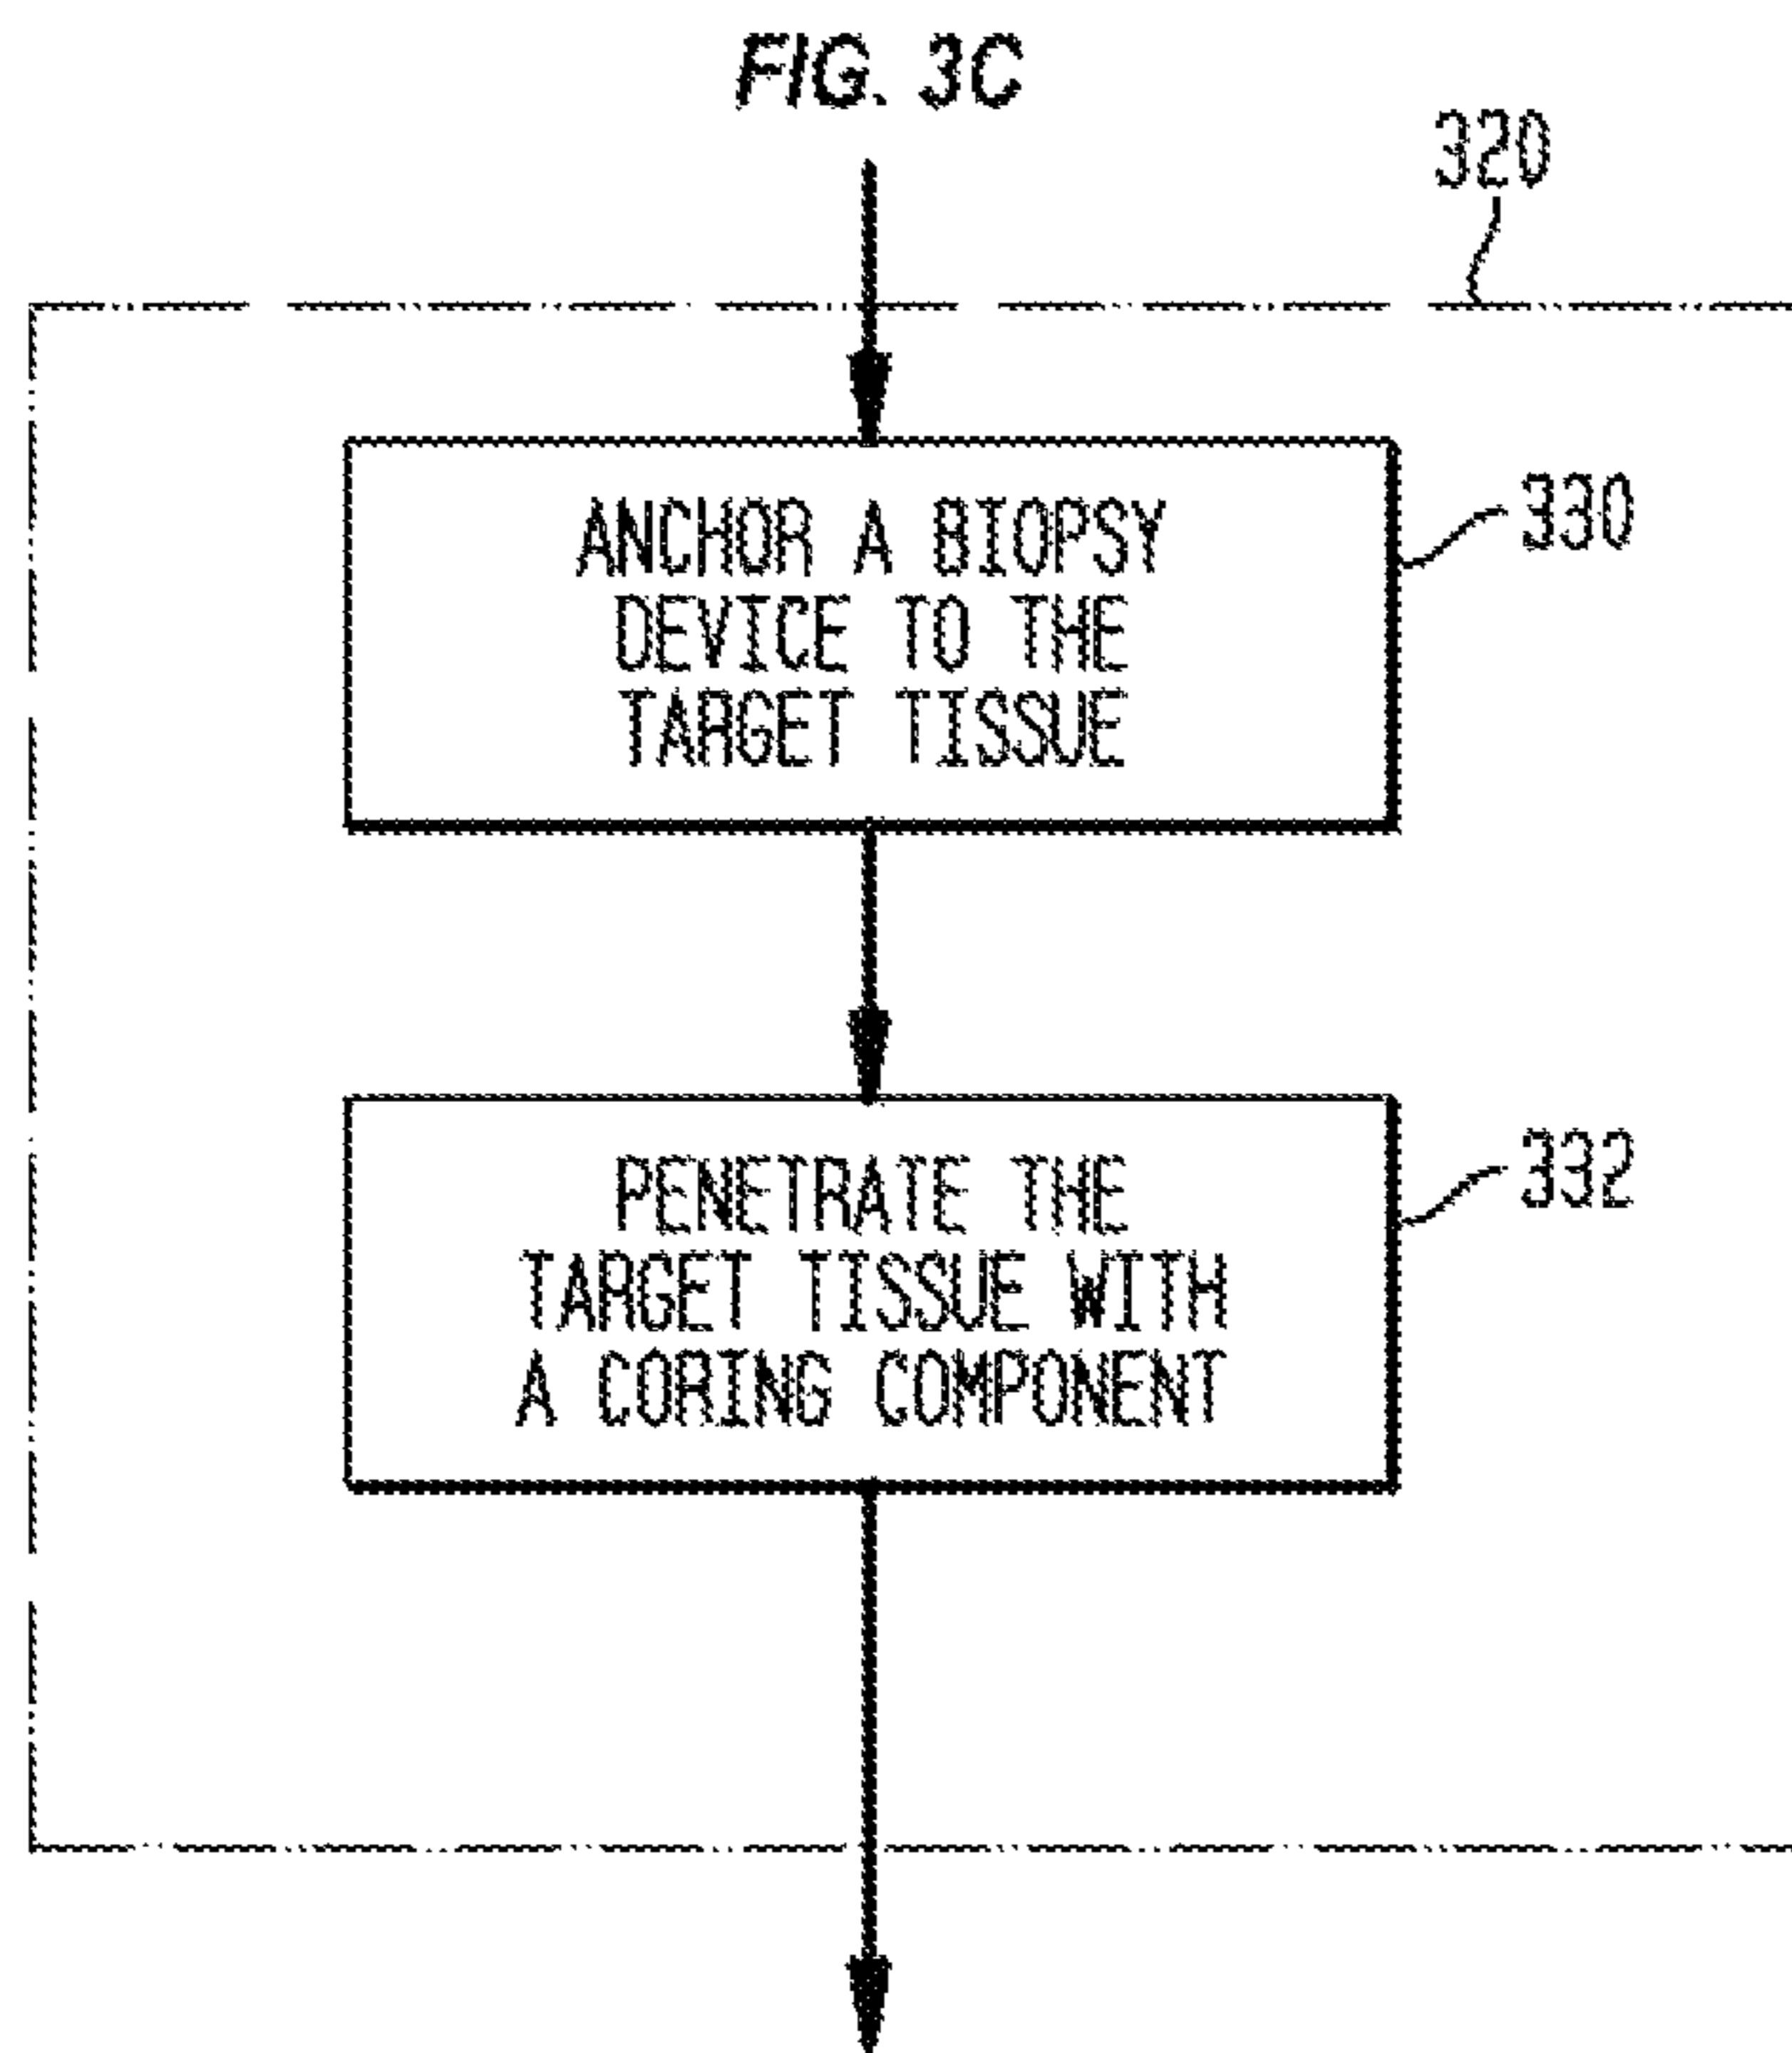 FIG. 3C
320
ANCHOR A BIOPSY
DEVICE TO THE
TARGET TISSUE
330
PENETRATE THE
TARGET TISSUE WITH
A CORING COMPONENT
332